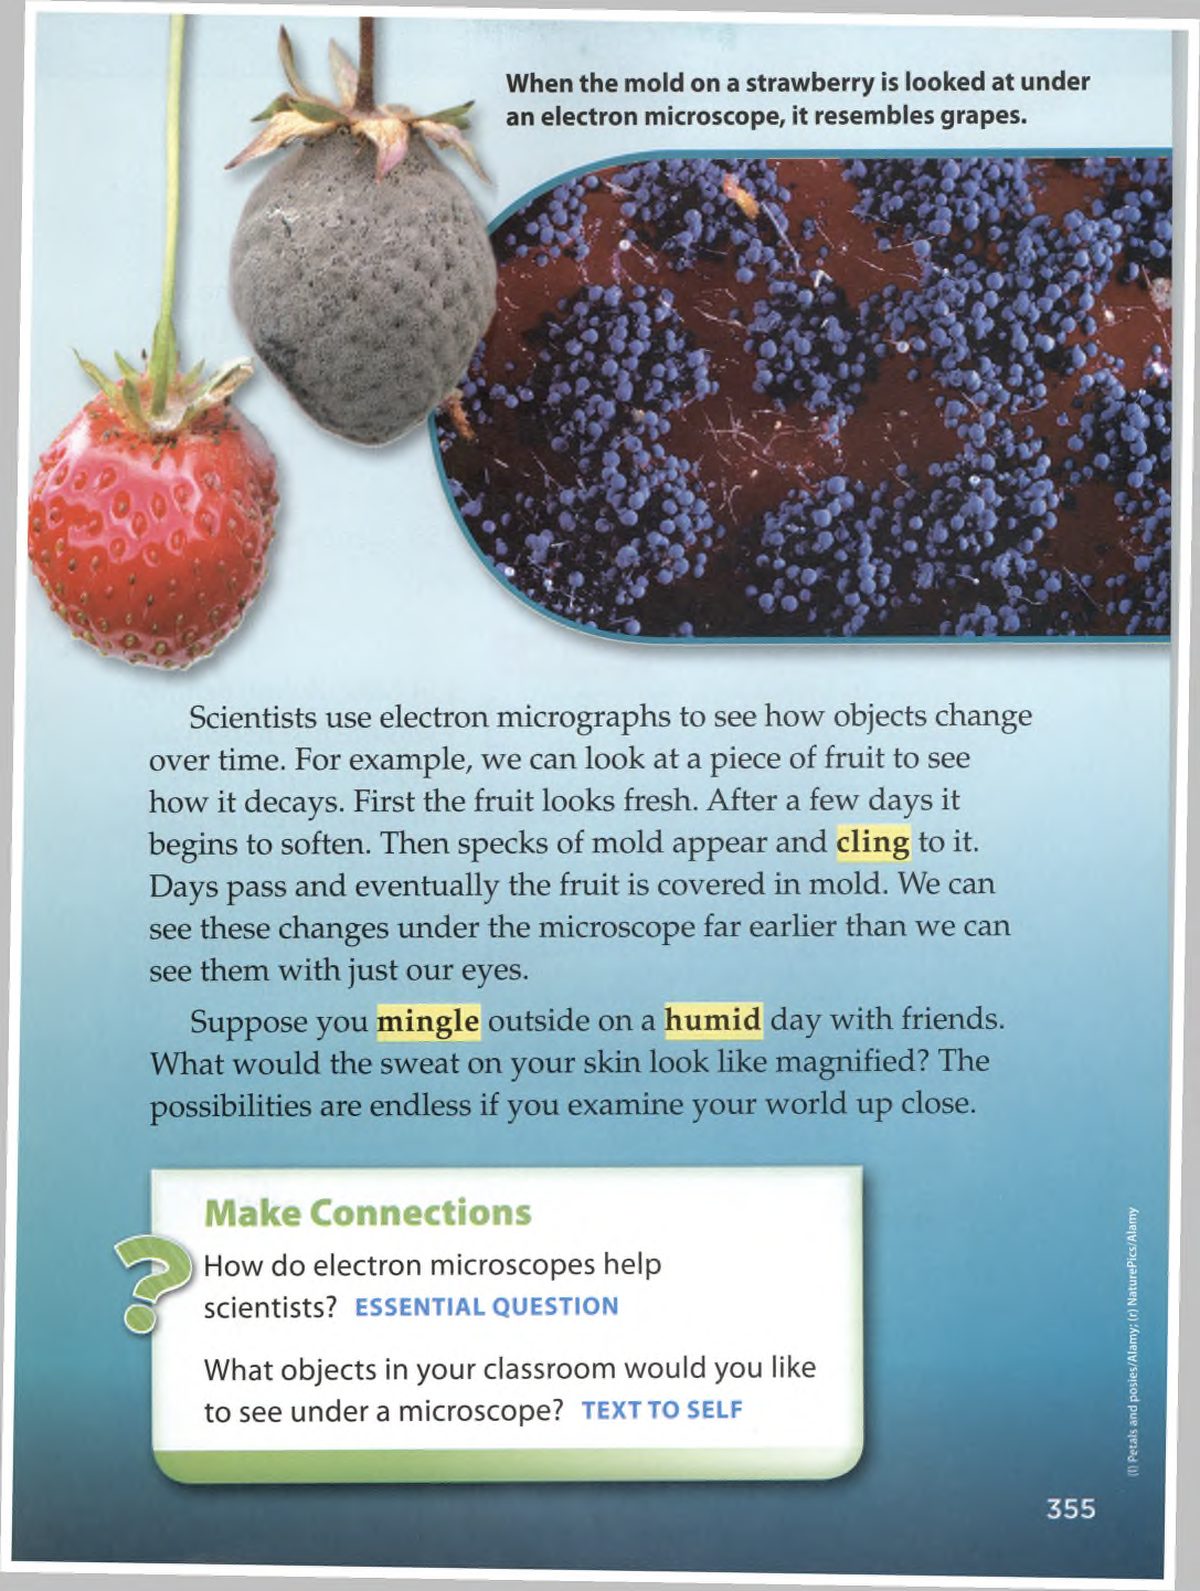 When the mold on a strawberry is looked at under
an electron microscope, it resembles grapes.
Scientists use electron micrographs to see how objects change
over time. For example, we can look at a piece of fruit to see
how it decays. First the fruit looks fresh. After a few days it
begins to soften. Then specks of mold appear and cling to it.
Days pass and eventually the fruit is covered in mold. We can
see these changes under the microscope far earlier than we can
see them with just our eyes.
Suppose you mingle outside on a humid day with friends.
What would the sweat on your skin look like magnified? The
possibilities are endless if you examine your world up close.
Make Connections
?
How do electron microscopes help
scientists? ESSENTIAL QUESTION
What objects in your classroom would you like
to see under a microscope? TEXT TO SELF
(l) Petals and posies/Alamy; (r) NaturePics/Alamy
355